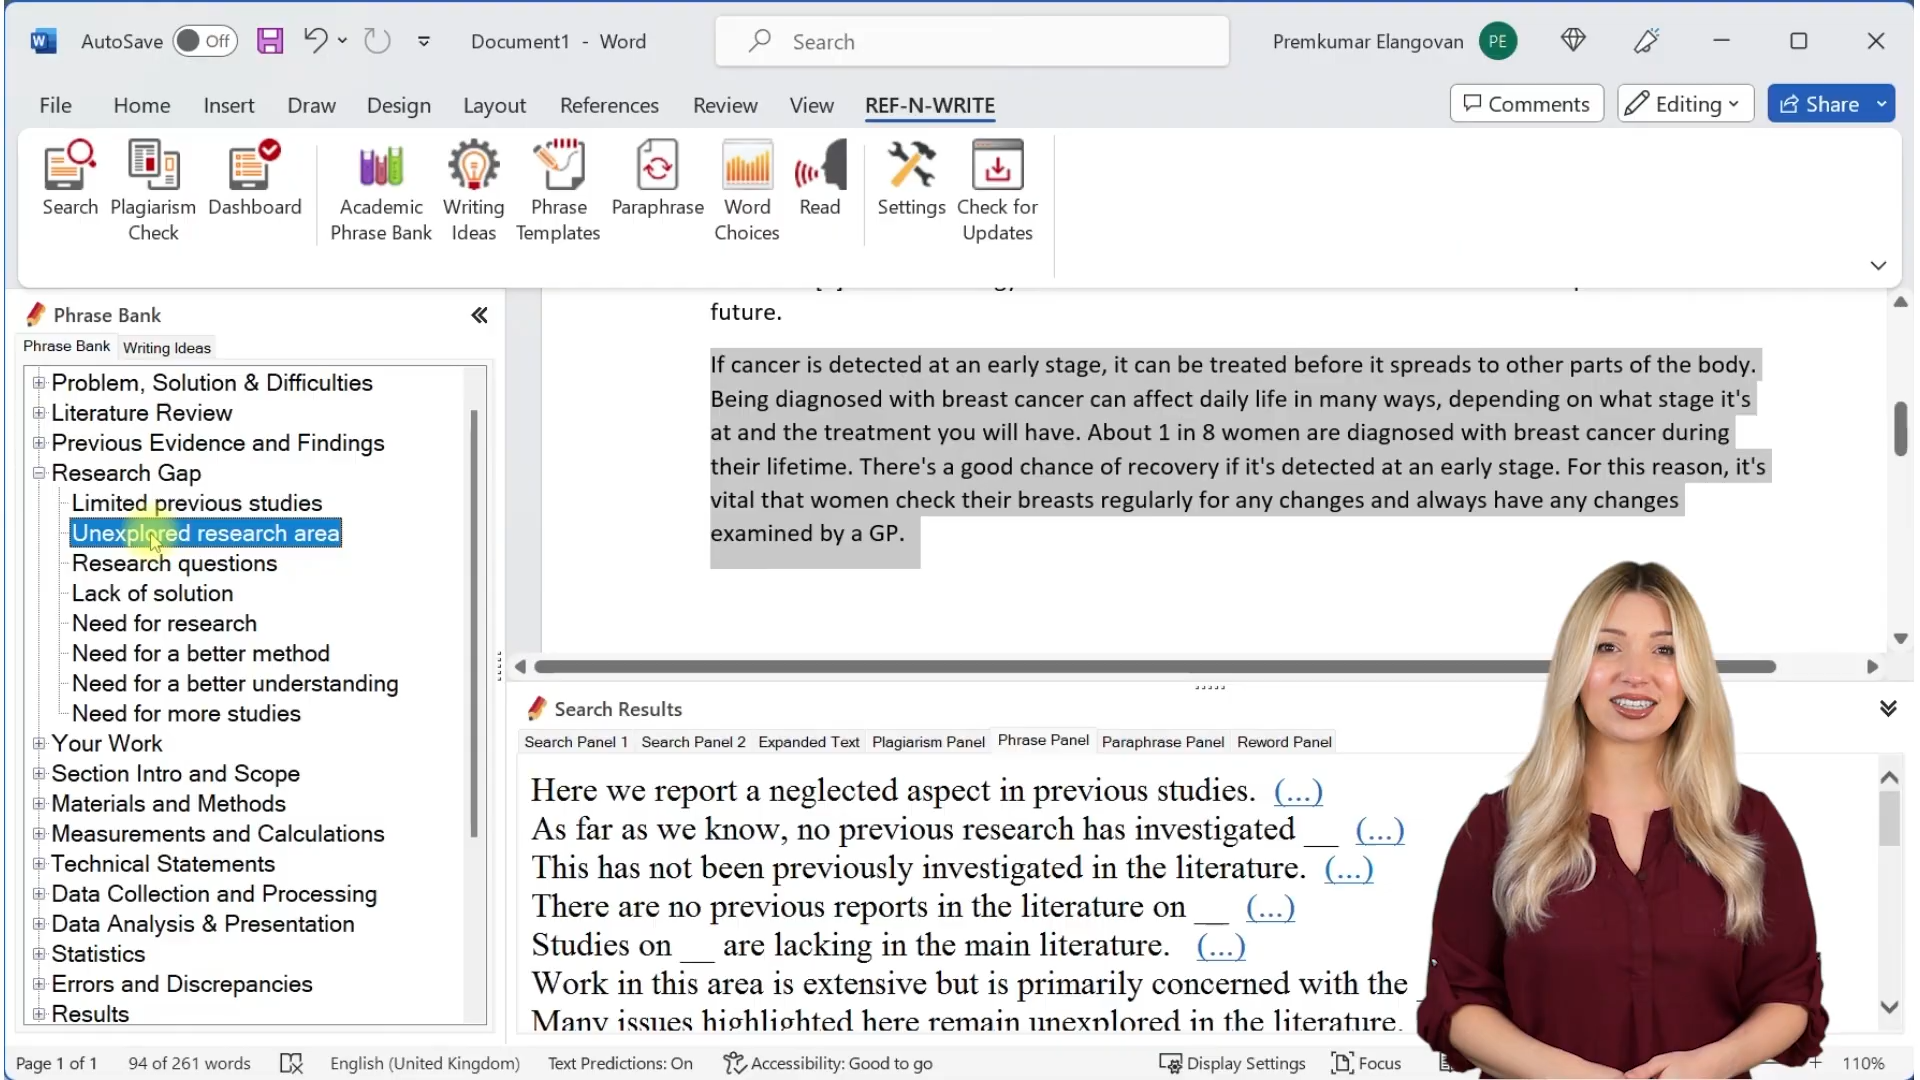 AutoSave Off Document1 - Word Search Premkumar Elangovan PE
File Home Insert Draw Design Layout References Review View REF-N-WRITE Comments Editing Share
Search Plagiarism Check Dashboard Academic Phrase Bank Writing Ideas Phrase Templates Paraphrase Word Choices Read Settings Check for Updates
Phrase Bank
Phrase Bank Writing Ideas
Problem, Solution & Difficulties
Literature Review
Previous Evidence and Findings
Research Gap
Limited previous studies
Unexplored research area
Research questions
Lack of solution
Need for research
Need for a better method
Need for a better understanding
Need for more studies
Your Work
Section Intro and Scope
Materials and Methods
Measurements and Calculations
Technical Statements
Data Collection and Processing
Data Analysis & Presentation
Statistics
Errors and Discrepancies
Results
future.
If cancer is detected at an early stage, it can be treated before it spreads to other parts of the body.
Being diagnosed with breast cancer can affect daily life in many ways, depending on what stage it's
at and the treatment you will have. About 1 in 8 women are diagnosed with breast cancer during
their lifetime. There's a good chance of recovery if it's detected at an early stage. For this reason, it's
vital that women check their breasts regularly for any changes and always have any changes
examined by a GP.
Search Results
Search Panel 1 Search Panel 2 Expanded Text Plagiarism Panel Phrase Panel Paraphrase Panel Reword Panel
Here we report a neglected aspect in previous studies. (...)
As far as we know, no previous research has investigated __ (...)
This has not been previously investigated in the literature. (...)
There are no previous reports in the literature on __ (...)
Studies on __ are lacking in the main literature. (...)
Work in this area is extensive but is primarily concerned with the
Many issues highlighted here remain unexplored in the literature.
Page 1 of 1 94 of 261 words English (United Kingdom) Text Predictions: On Accessibility: Good to go Display Settings Focus 110%